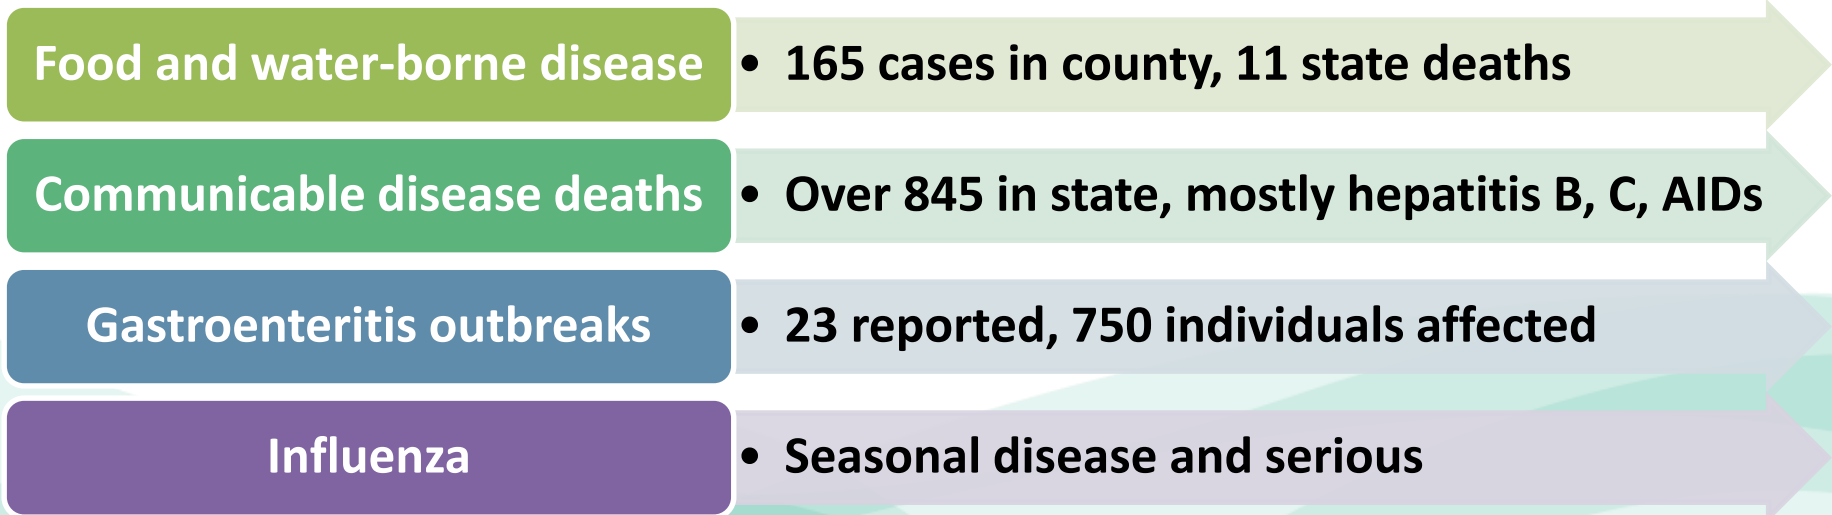 Food and water-borne disease
• 165 cases in county, 11 state deaths
Communicable disease deaths
• Over 845 in state, mostly hepatitis B, C, AIDs
Gastroenteritis outbreaks
• 23 reported, 750 individuals affected
Influenza
• Seasonal disease and serious